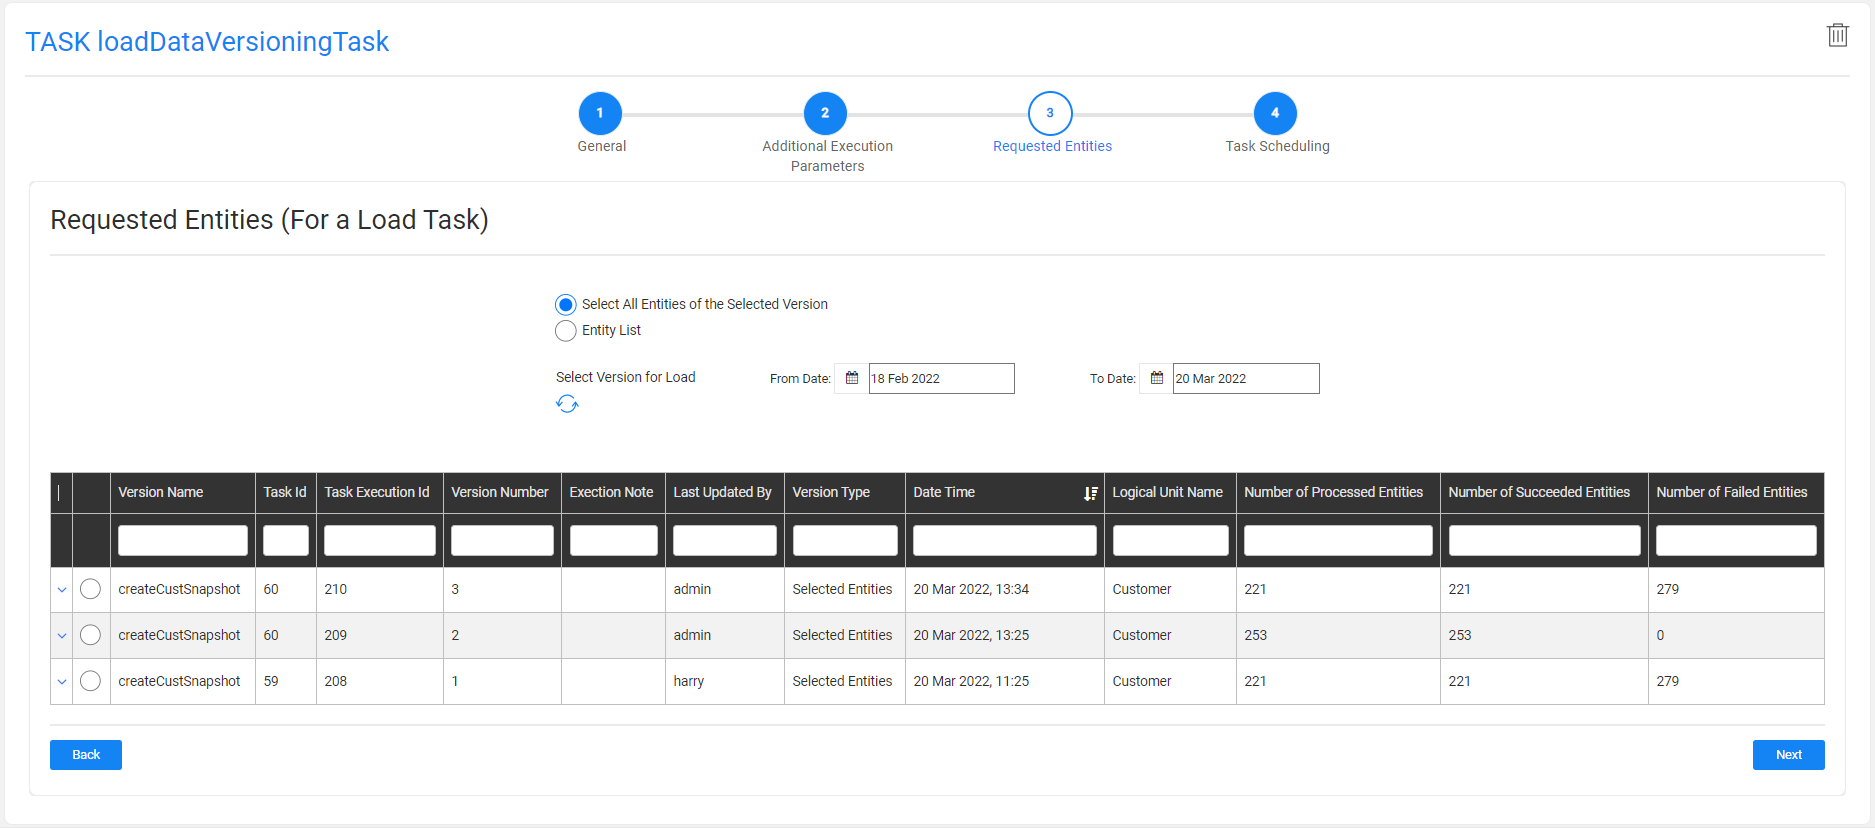 TASK loadDataVersioningTask
1 2 3 4
General Additional Execution Requested Entities Task Scheduling
Parameters
Requested Entities (For a Load Task)
Select All Entities of the Selected Version
Entity List
Select Version for Load From Date: 18 Feb 2022 To Date: 20 Mar 2022
Version Name Task Id Task Execution Id Version Number Exection Note Last Updated By Version Type Date Time Logical Unit Name Number of Processed Entities Number of Succeeded Entities Number of Failed Entities
createCustSnapshot 60 210 3 admin Selected Entities 20 Mar 2022, 13:34 Customer 221 221 279
createCustSnapshot 60 209 2 admin Selected Entities 20 Mar 2022, 13:25 Customer 253 253 0
createCustSnapshot 59 208 1 harry Selected Entities 20 Mar 2022, 11:25 Customer 221 221 279
Back Next